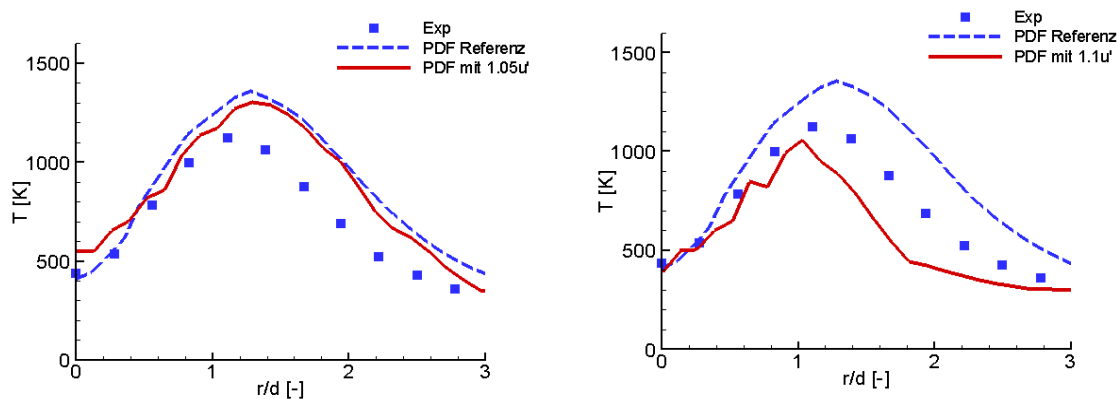 Exp
PDF Referenz
PDF mit 1.05u'
1500
1000
500
0
T [K]
0
1
2
3
r/d [-]
Exp
PDF Referenz
PDF mit 1.1u'
1500
1000
500
0
T [K]
0
1
2
3
r/d [-]